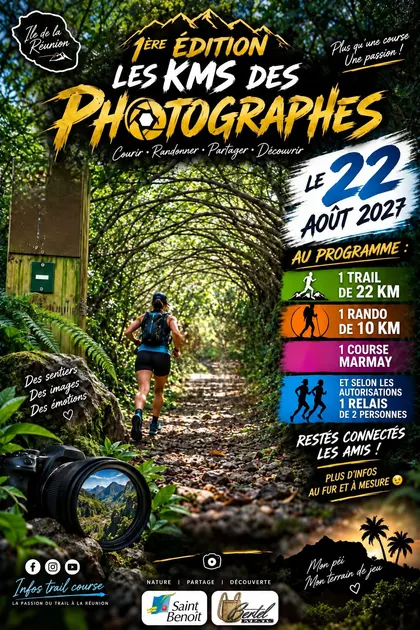 Ile de la
Réunion
Plus qu'une course
Une passion !
1ÈRE ÉDITION
LES KMS DES
PHOTOGRAPHES
Courir • Randonner • Partager • Découvrir
LE 22
AOÛT 2027
AU PROGRAMME :
1 TRAIL
DE 22 KM
1 RANDO
DE 10 KM
1 COURSE
MARMAY
ET SELON LES
AUTORISATIONS
1 RELAIS
DE 2 PERSONNES
RESTÉS CONNECTÉS
LES AMIS !
PLUS D'INFOS
AU FUR ET À MESURE
Des sentiers
Des images
Des émotions
Mon péi
Mon terrain de jeu
Infos trail course
LA PASSION DU TRAIL À LA RÉUNION
NATURE | PARTAGE | DÉCOUVERTE
Saint
Benoit
Bertel